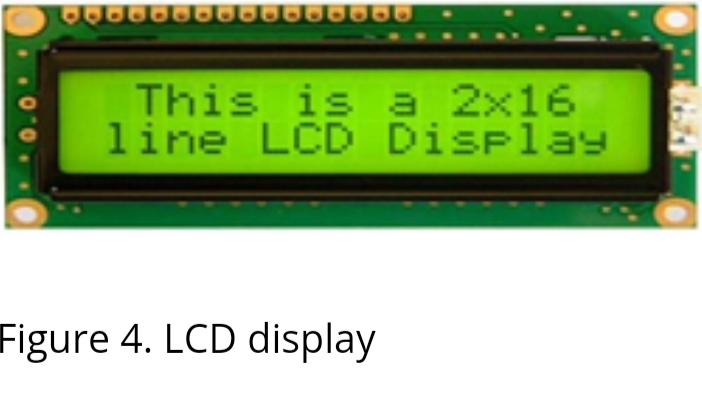 This is a 2x16
line LCD Display
Figure 4. LCD display